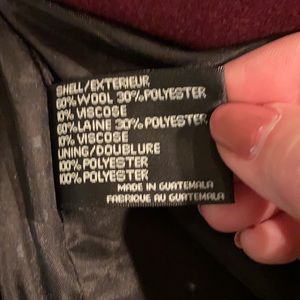 SHELL/EXTERIEUR
60% WOOL 30% POLYESTER
10% VISCOSE
60% LAINE 30% POLYESTER
10% VISCOSE
LINING/DOUBLURE
100% POLYESTER
100% POLYESTER
MADE IN GUATEMALA
FABRIQUE AU GUATEMALA